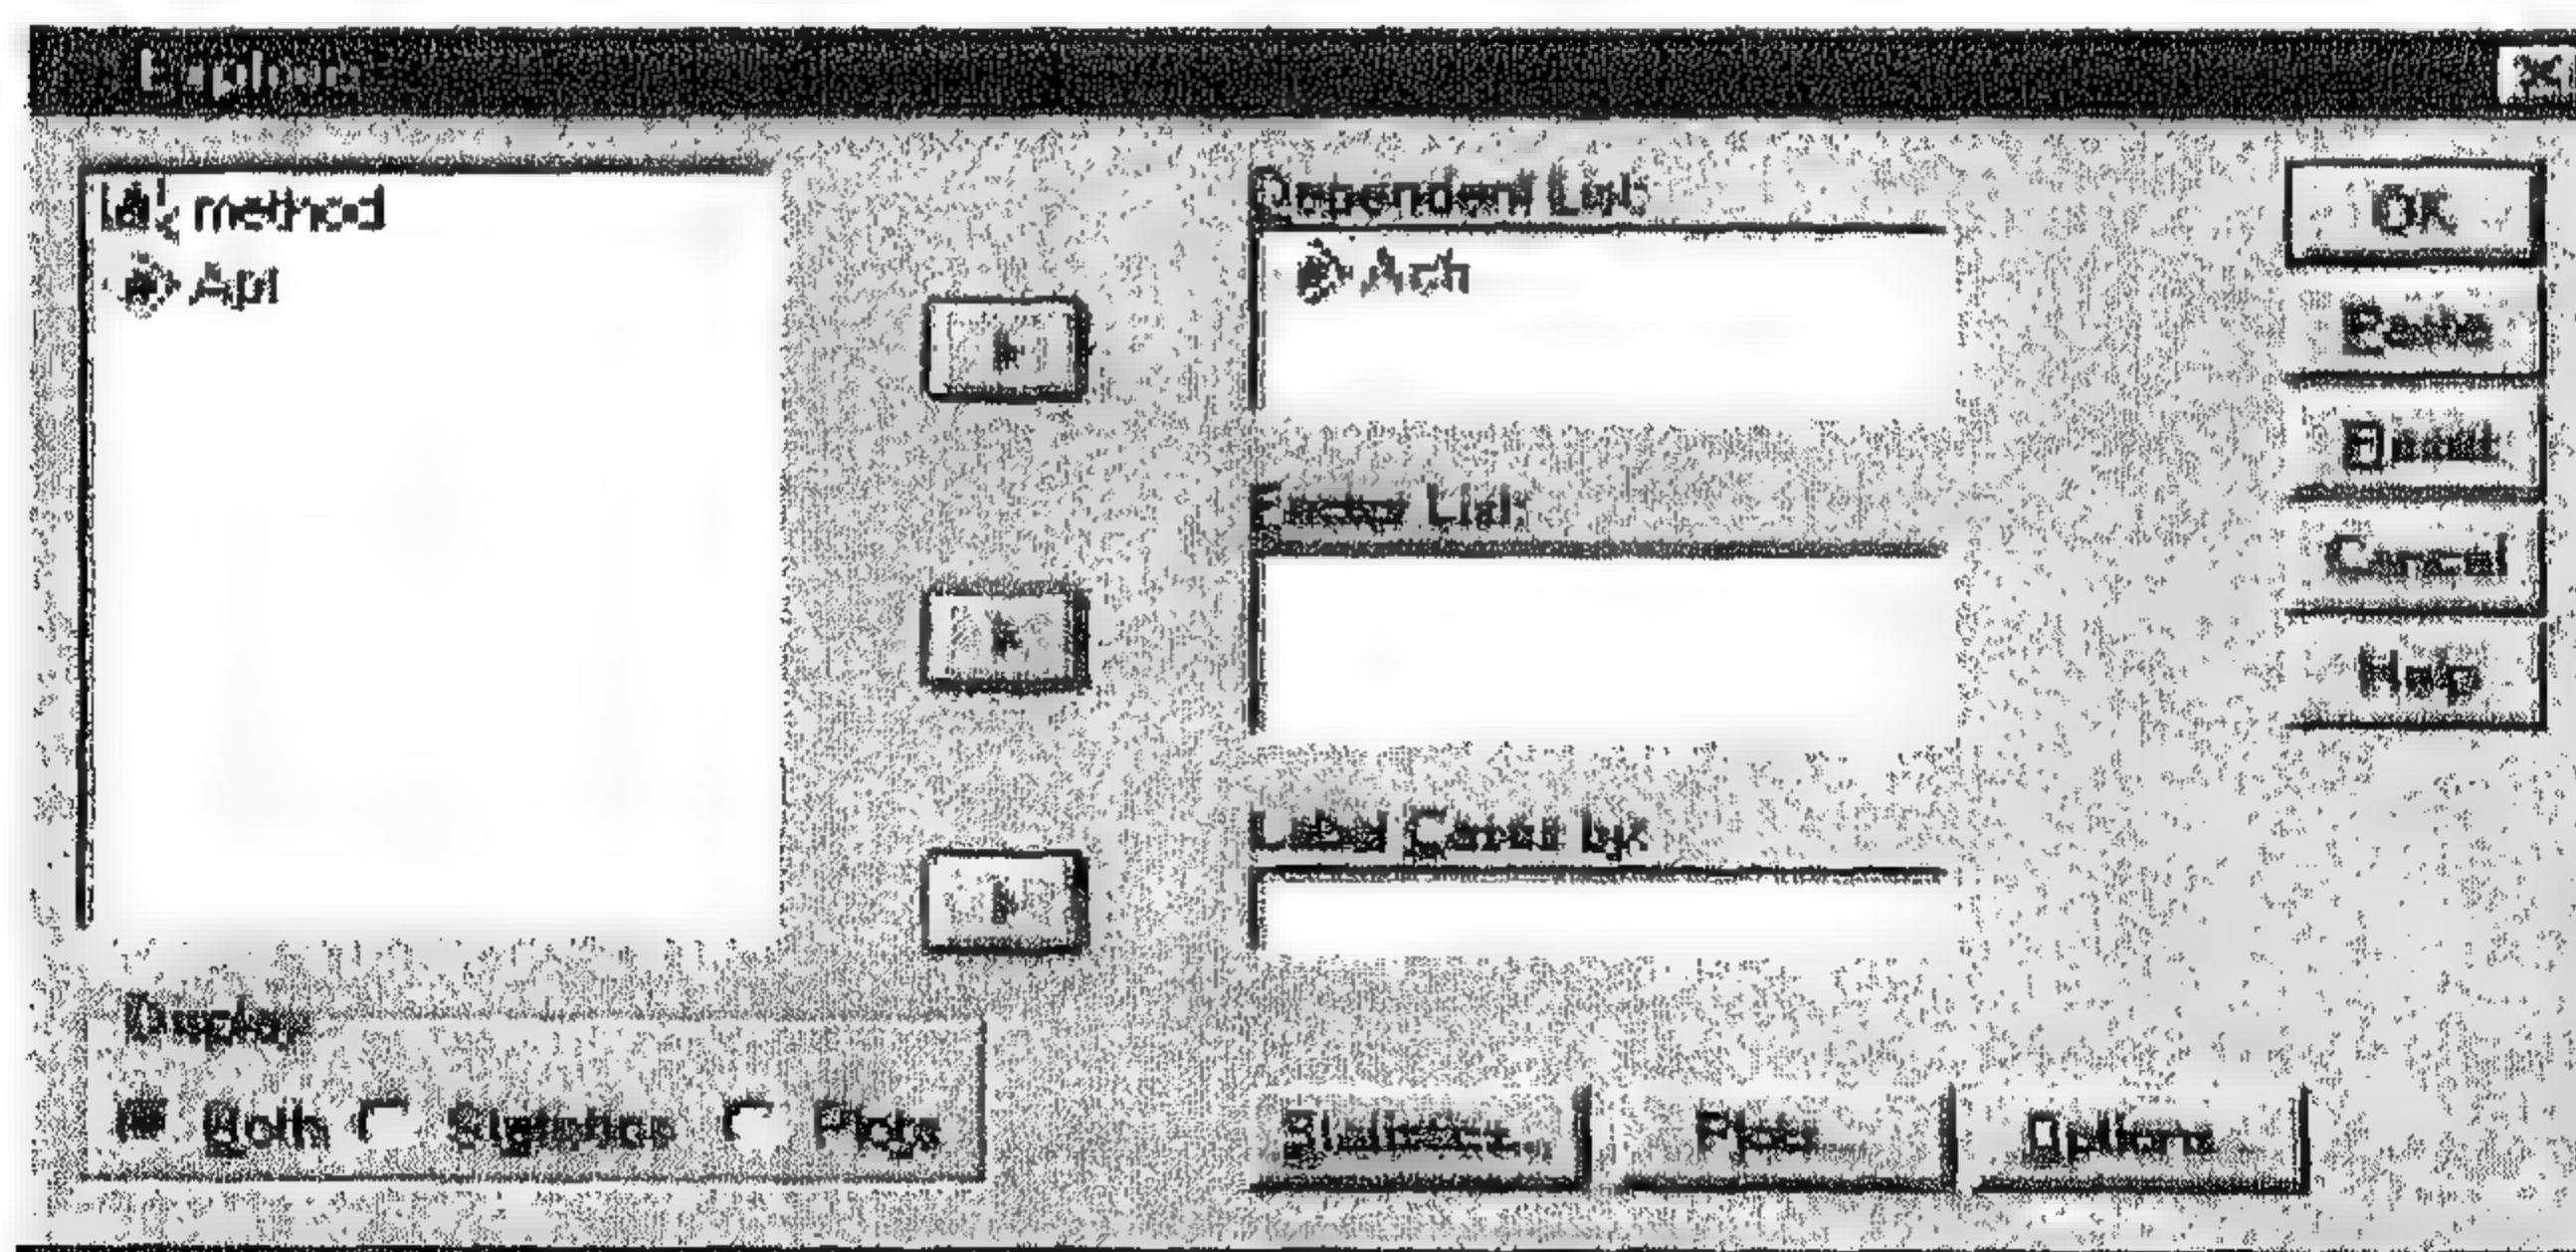 Explore
method
Apt
Dependent List:
Ach
Factor List:
Label Cases by:
OK
Paste
Reset
Cancel
Help
Display
Both Statistics Plots
Statistics... Plots... Options...